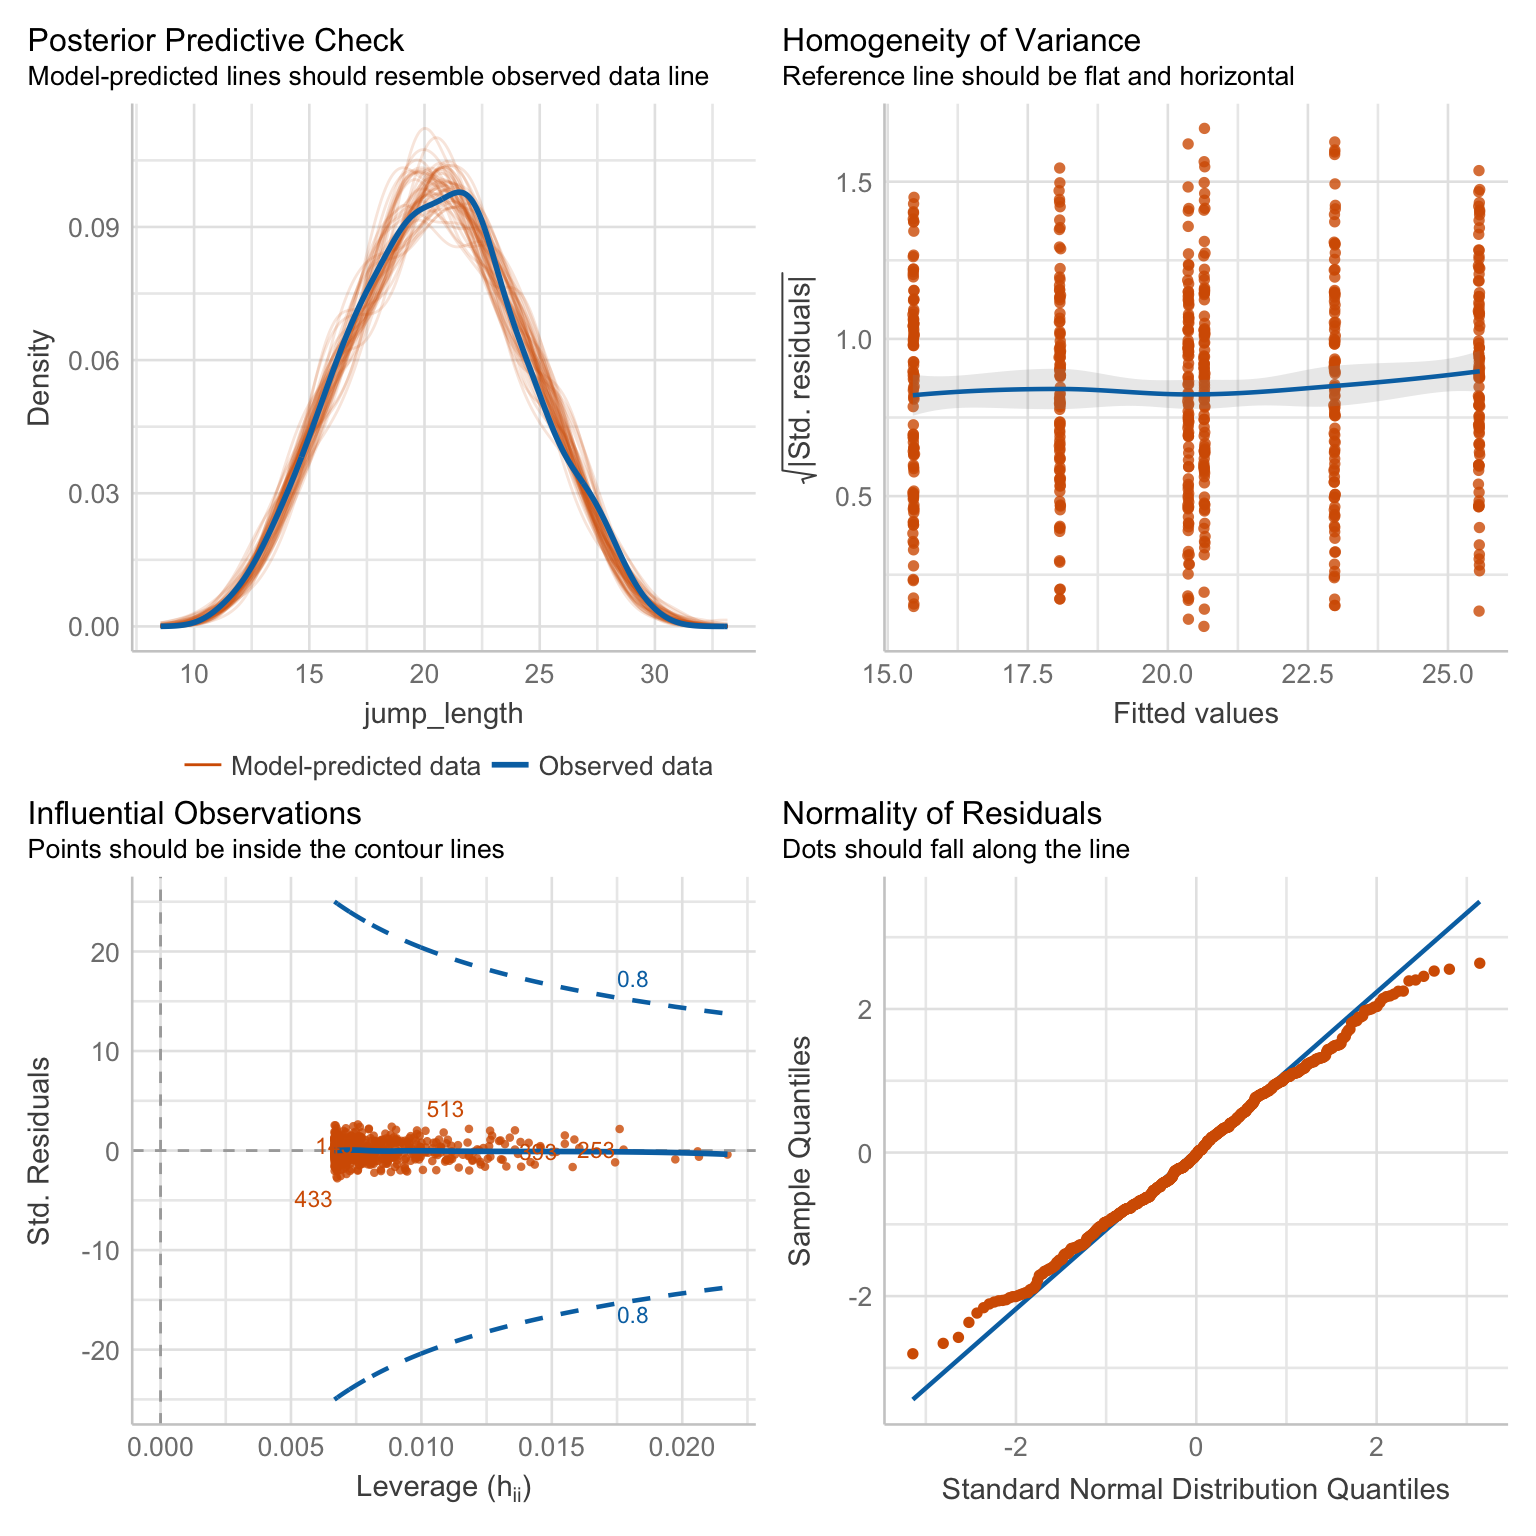 Posterior Predictive Check
Model-predicted lines should resemble observed data line
Density
0.09
0.06
0.03
0.00
10 15 20 25 30
jump_length
Model-predicted data Observed data
Homogeneity of Variance
Reference line should be flat and horizontal
√|Std. residuals|
1.5
1.0
0.5
15.0 17.5 20.0 22.5 25.0
Fitted values
Influential Observations
Points should be inside the contour lines
Std. Residuals
20
10
0
-10
-20
0.8
513
393
253
433
0.8
0.000 0.005 0.010 0.015 0.020
Leverage (hii)
Normality of Residuals
Dots should fall along the line
Sample Quantiles
2
0
-2
-2 0 2
Standard Normal Distribution Quantiles